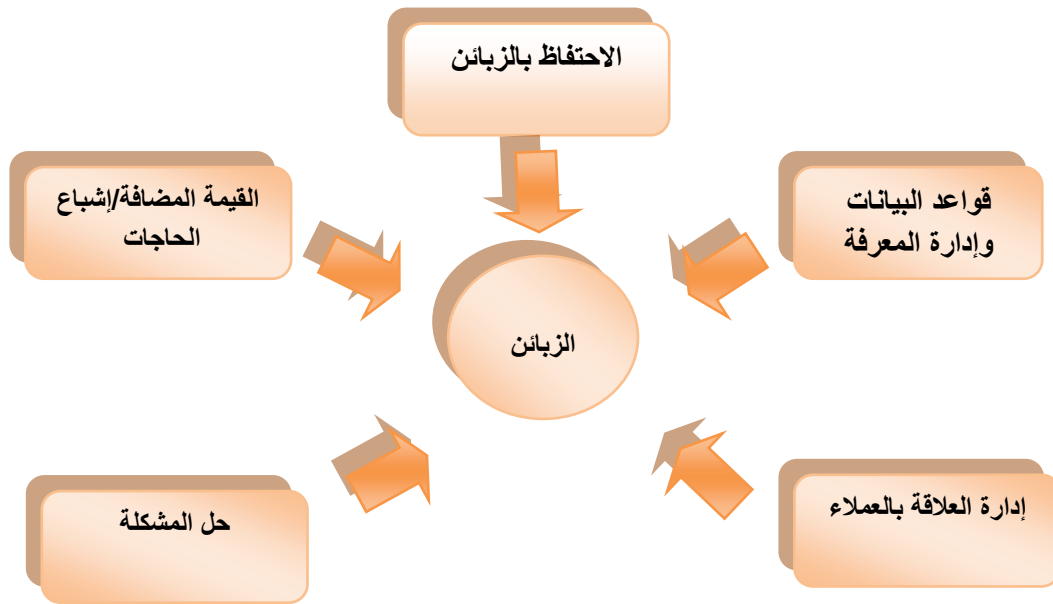 الاحتفاظ بالزبائن
قواعد البيانات
وإدارة المعرفة
القيمة المضافة/إشباع
الحاجات
الزبائن
إدارة العلاقة بالعملاء
حل المشكلة